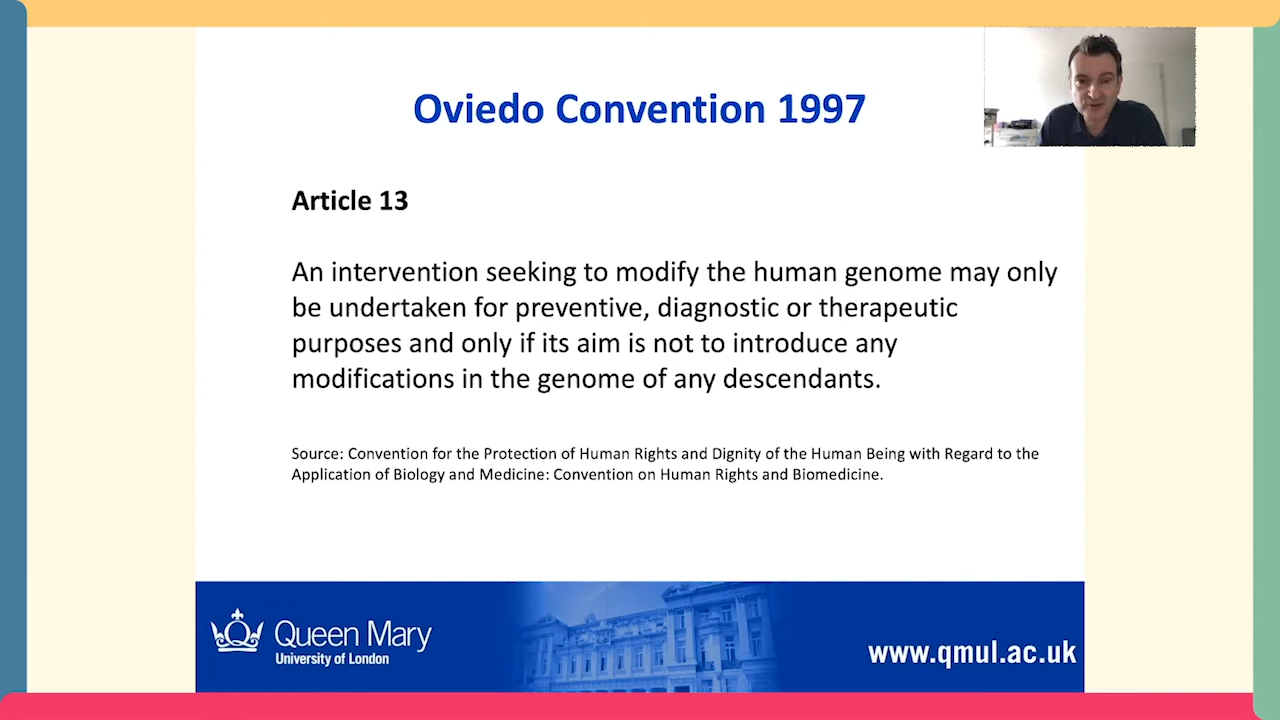 Oviedo Convention 1997
Article 13
An intervention seeking to modify the human genome may only
be undertaken for preventive, diagnostic or therapeutic
purposes and only if its aim is not to introduce any
modifications in the genome of any descendants.
Source: Convention for the Protection of Human Rights and Dignity of the Human Being with Regard to the
Application of Biology and Medicine: Convention on Human Rights and Biomedicine.
Queen Mary
University of London
www.qmul.ac.uk